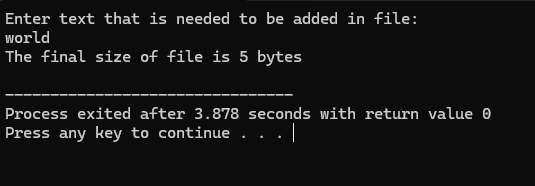 Enter text that is needed to be added in file:
world
The final size of file is 5 bytes
--------------------------------
Process exited after 3.878 seconds with return value 0
Press any key to continue . . .